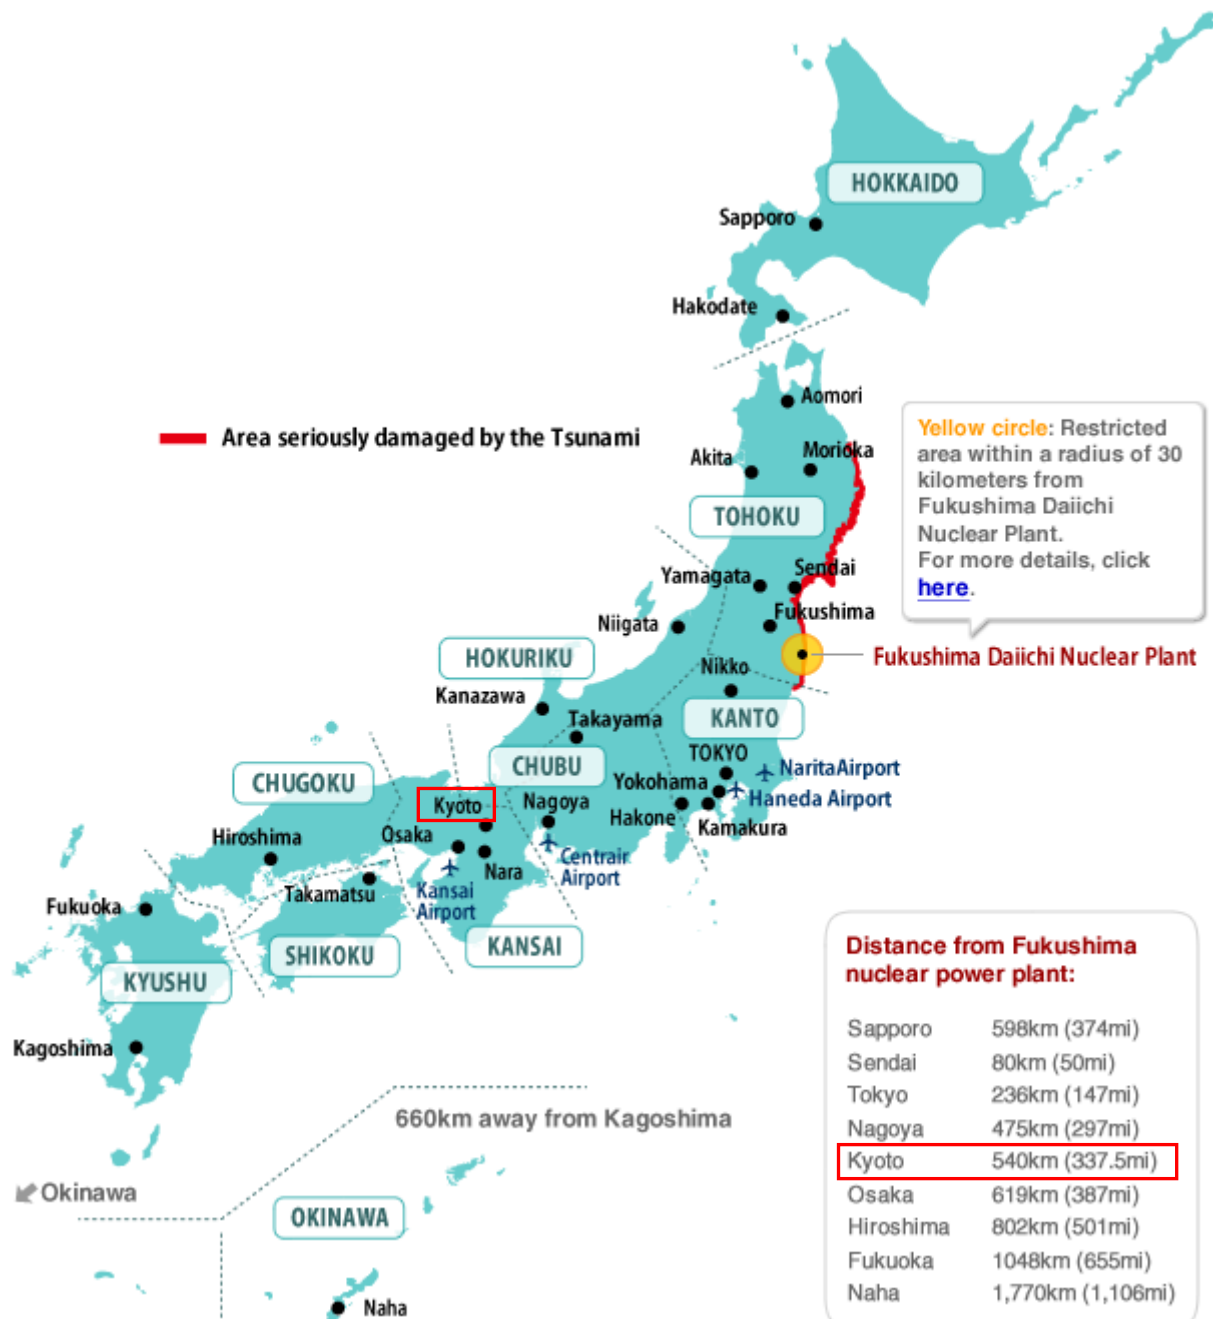 HOKKAIDO
Sapporo
Hakodate
Aomori
Area seriously damaged by the Tsunami
Akita
Morioka
Yellow circle: Restricted
area within a radius of 30
kilometers from
Fukushima Daiichi
Nuclear Plant.
For more details, click
here.
TOHOKU
Yamagata
Sendai
Niigata
Fukushima
HOKURIKU
Fukushima Daiichi Nuclear Plant
Nikko
Kanazawa
Takayama
KANTO
CHUGOKU
CHUBU
TOKYO
NaritaAirport
Yokohama
Haneda Airport
Kyoto
Nagoya
Hakone
Kamakura
Hiroshima
Osaka
Centrair
Airport
Nara
Takamatsu
Kansai
Airport
Fukuoka
SHIKOKU
KANSAI
KYUSHU
Kagoshima
660km away from Kagoshima
Okinawa
OKINAWA
Naha
Distance from Fukushima
nuclear power plant:
Sapporo 598km (374mi)
Sendai 80km (50mi)
Tokyo 236km (147mi)
Nagoya 475km (297mi)
Kyoto 540km (337.5mi)
Osaka 619km (387mi)
Hiroshima 802km (501mi)
Fukuoka 1048km (655mi)
Naha 1,770km (1,106mi)